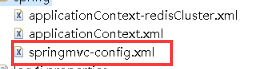 spring
applicationContext-redisCluster.xml
applicationContext.xml
springmvc-config.xml